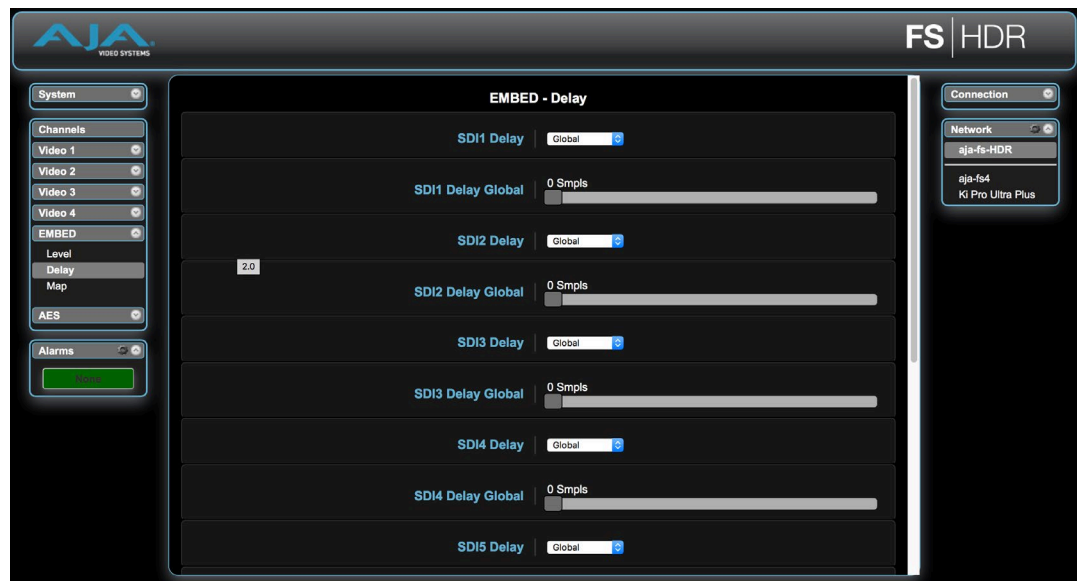 AJA
VIDEO SYSTEMS
FS HDR
System
Channels
Video 1
Video 2
Video 3
Video 4
EMBED
Level
Delay
Map
AES
Alarms
None
EMBED - Delay
SDI1 Delay Global
SDI1 Delay Global 0 Smpls
SDI2 Delay Global
2.0
SDI2 Delay Global 0 Smpls
SDI3 Delay Global
SDI3 Delay Global 0 Smpls
SDI4 Delay Global
SDI4 Delay Global 0 Smpls
SDI5 Delay Global
Connection
Network
aja-fs-HDR
aja-fs4
Ki Pro Ultra Plus